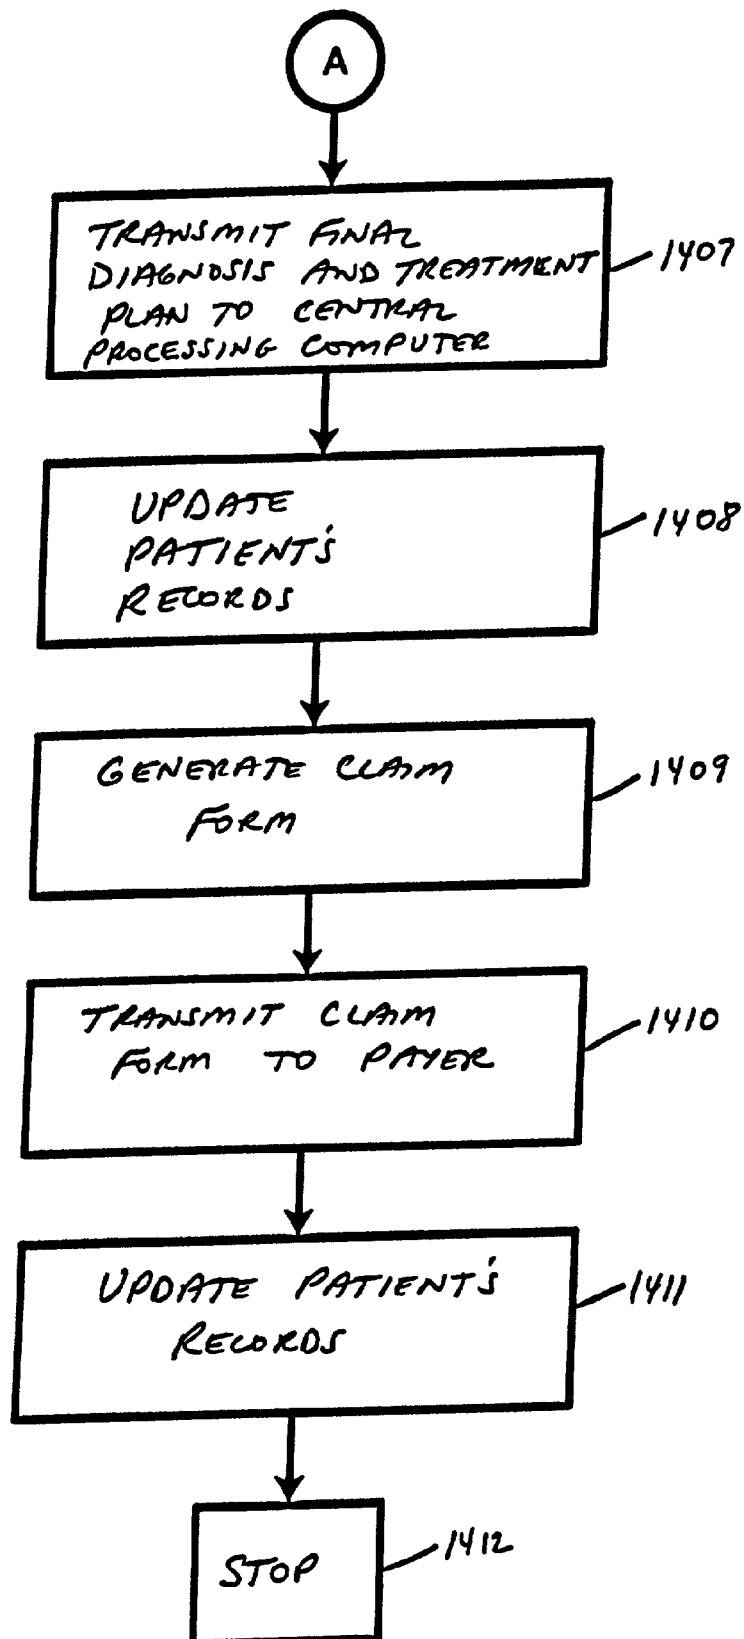 A
TRANSMIT FINAL
DIAGNOSIS AND TREATMENT
PLAN TO CENTRAL
PROCESSING COMPUTER
1407
UPDATE
PATIENT'S
RECORDS
1408
GENERATE CLAIM
FORM
1409
TRANSMIT CLAIM
FORM TO PAYER
1410
UPDATE PATIENT'S
RECORDS
1411
STOP
1412